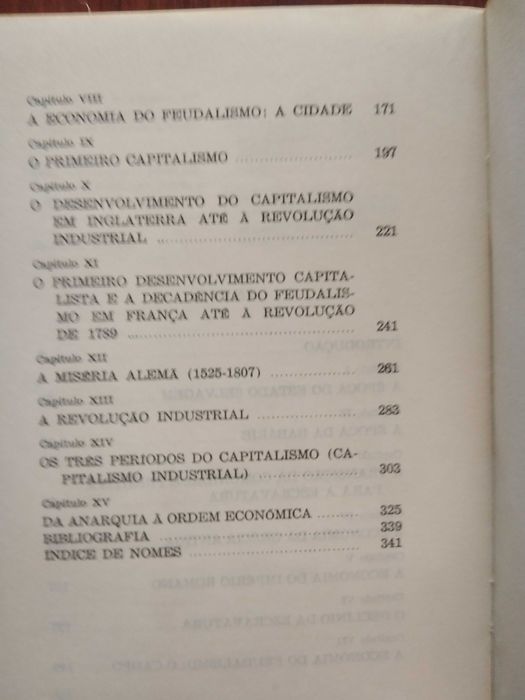 Capítulo VIII
A ECONOMIA DO FEUDALISMO: A CIDADE 171
Capítulo IX
O PRIMEIRO CAPITALISMO ........................ 197
Capítulo X
O DESENVOLVIMENTO DO CAPITALISMO
EM INGLATERRA ATÉ À REVOLUÇÃO
INDUSTRIAL ........................................ 221
Capítulo XI
O PRIMEIRO DESENVOLVIMENTO CAPITA-
LISTA E A DECADÊNCIA DO FEUDALIS-
MO EM FRANÇA ATÉ À REVOLUÇÃO
DE 1789 ............................................... 241
Capítulo XII
A MISÉRIA ALEMÃ (1525-1807) .................. 261
Capítulo XIII
A REVOLUÇÃO INDUSTRIAL .................... 283
Capítulo XIV
OS TRÊS PERÍODOS DO CAPITALISMO (CA-
PITALISMO INDUSTRIAL) .................... 303
Capítulo XV
DA ANARQUIA À ORDEM ECONÓMICA ......... 325
BIBLIOGRAFIA ............................................ 339
ÍNDICE DE NOMES ................................... 341